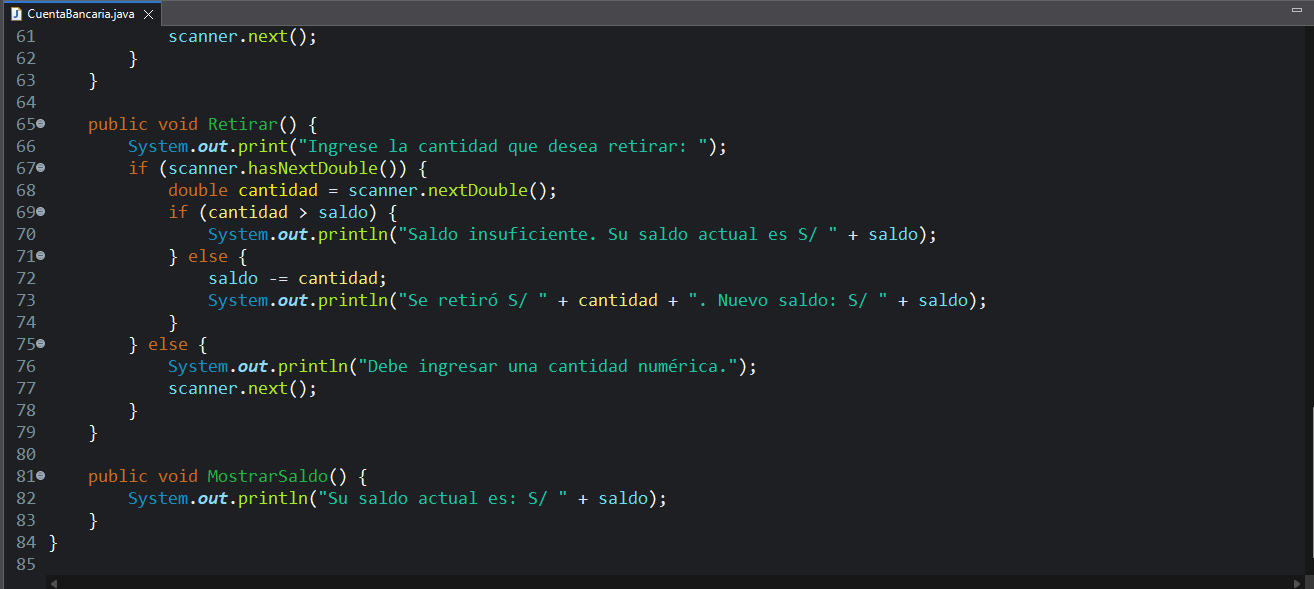 CuentaBancaria.java
61 scanner.next();
62 }
63 }
64
65 public void Retirar() {
66 System.out.print("Ingrese la cantidad que desea retirar: ");
67 if (scanner.hasNextDouble()) {
68 double cantidad = scanner.nextDouble();
69 if (cantidad > saldo) {
70 System.out.println("Saldo insuficiente. Su saldo actual es S/ " + saldo);
71 } else {
72 saldo -= cantidad;
73 System.out.println("Se retiró S/ " + cantidad + ". Nuevo saldo: S/ " + saldo);
74 }
75 } else {
76 System.out.println("Debe ingresar una cantidad numérica.");
77 scanner.next();
78 }
79 }
80
81 public void MostrarSaldo() {
82 System.out.println("Su saldo actual es: S/ " + saldo);
83 }
84 }
85